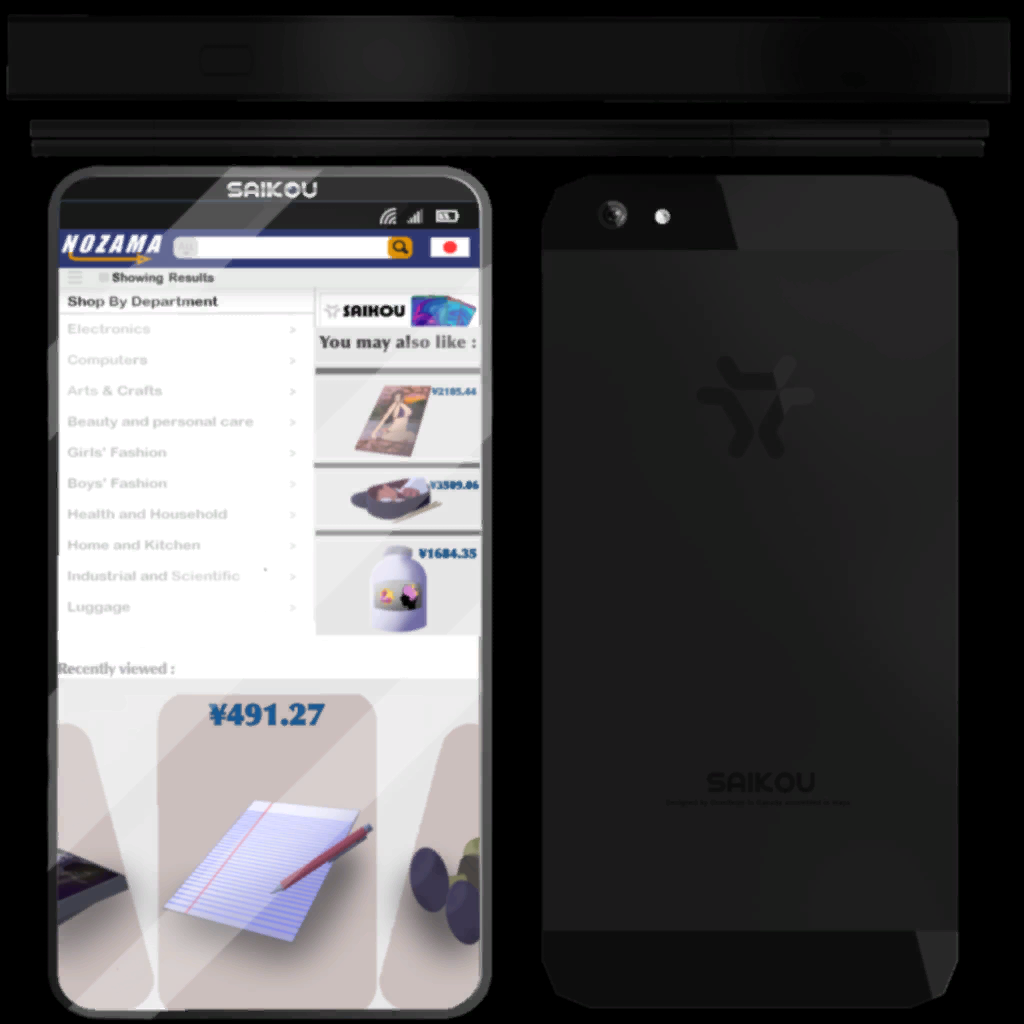 SAIKOU
NOZAMA
Showing Results
Shop By Department
Electronics >
Computers >
Arts & Crafts >
Beauty and personal care >
Girls' Fashion >
Boys' Fashion >
Health and Household >
Home and Kitchen >
Industrial and Scientific >
Luggage >
SAIKOU
You may also like :
¥2185.44
¥3509.06
¥1684.35
Recently viewed :
¥491.27
SAIKOU